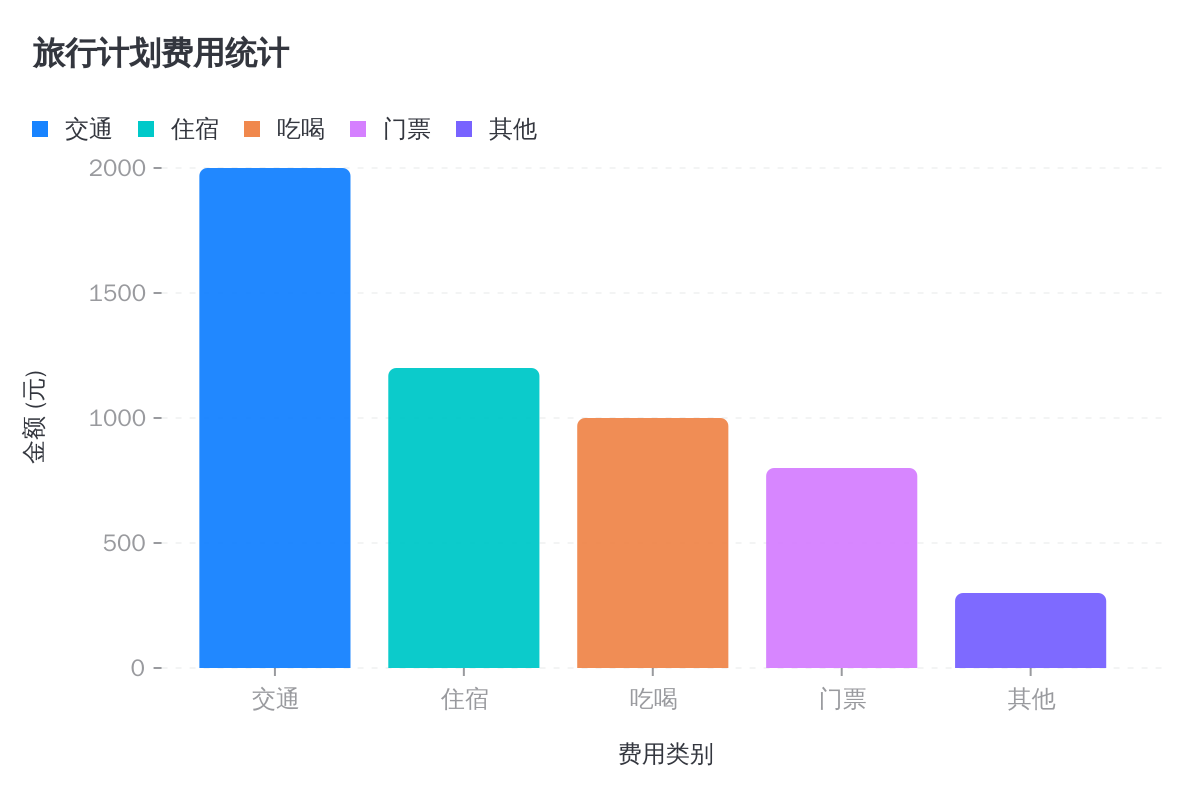 旅行计划费用统计
交通 住宿 吃喝 门票 其他
2000
1500
1000
500
0
金额 (元)
交通 住宿 吃喝 门票 其他
费用类别